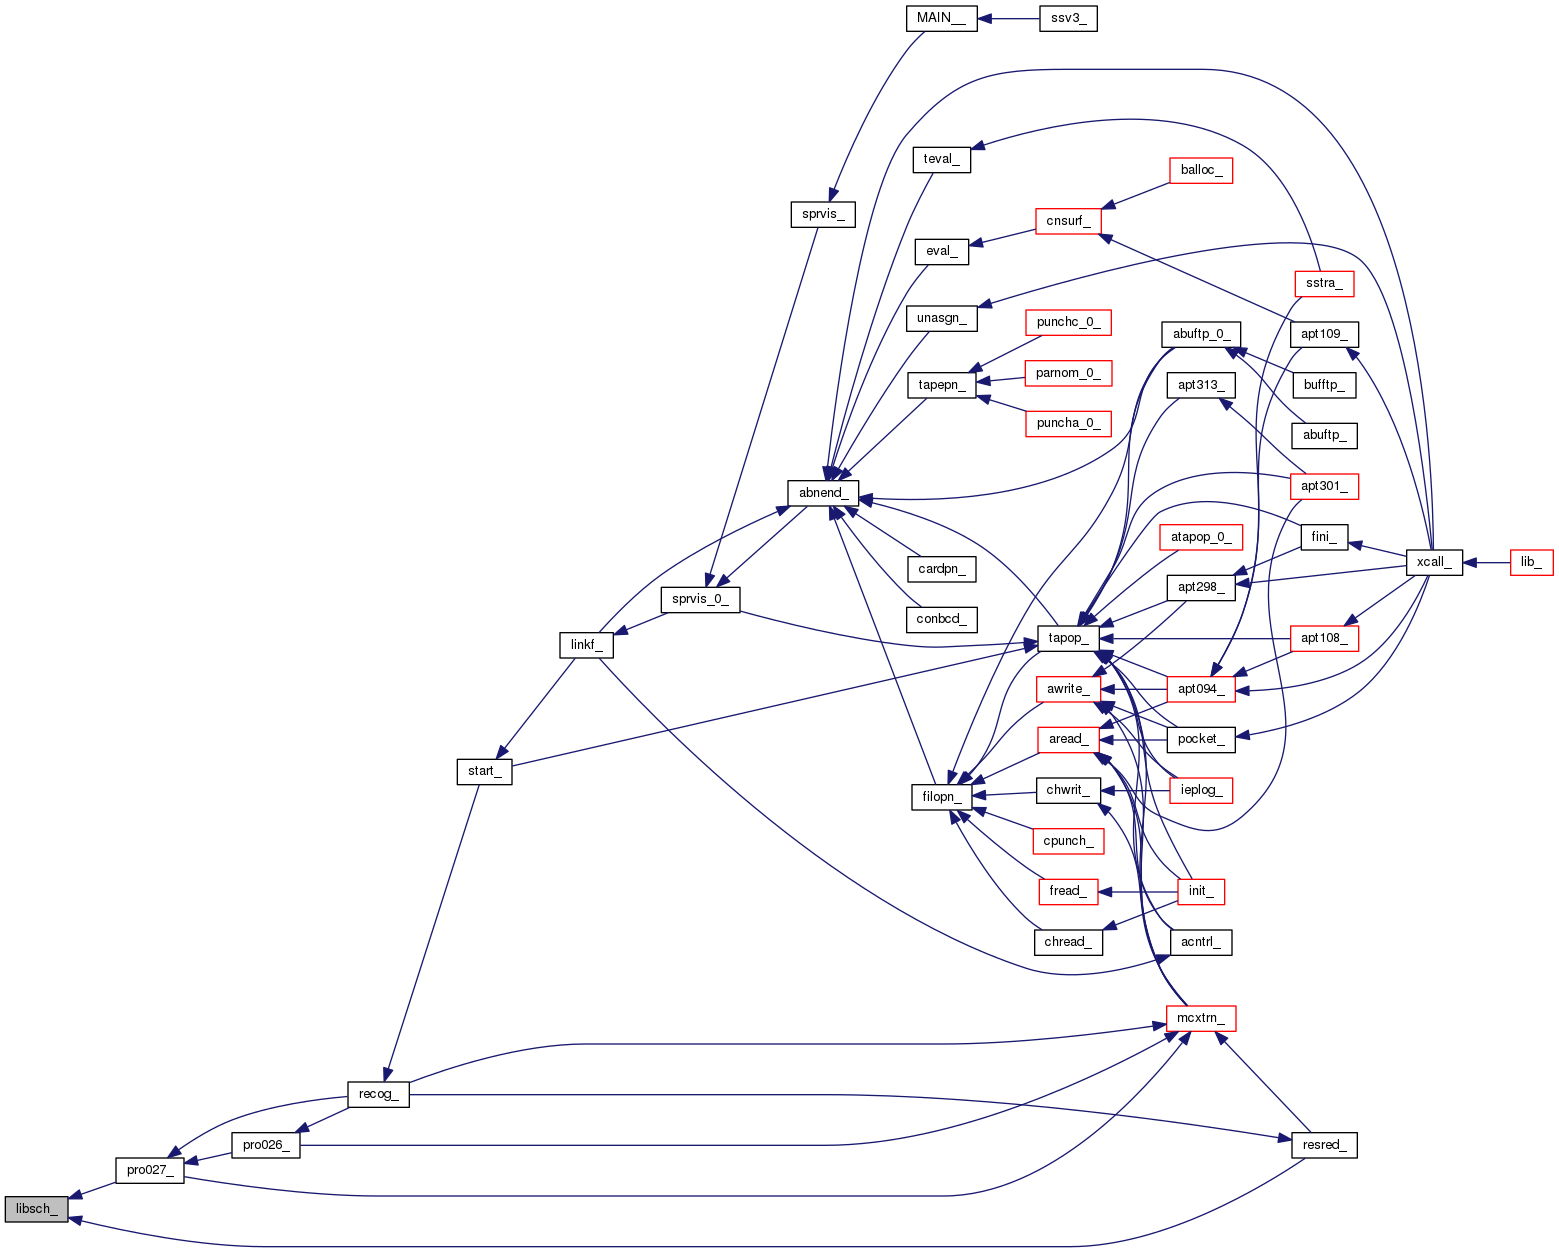 MAIN__
ssv3_
teval_
balloc_
sprvis_
cnsurf_
eval_
sstra_
unasgn_
punchc_0_
abuftp_0_
apt109_
parnom_0_
tapepn_
apt313_
bufftp_
puncha_0_
abuftp_
abnend_
apt301_
atapop_0_
fini_
cardpn_
xcall_
lib_
apt298_
sprvis_0_
conbcd_
linkf_
tapop_
apt108_
awrite_
apt094_
aread_
pocket_
start_
filopn_
chwrit_
ieplog_
cpunch_
fread_
init_
chread_
acntrl_
mcxtrn_
recog_
pro026_
resred_
pro027_
libsch_